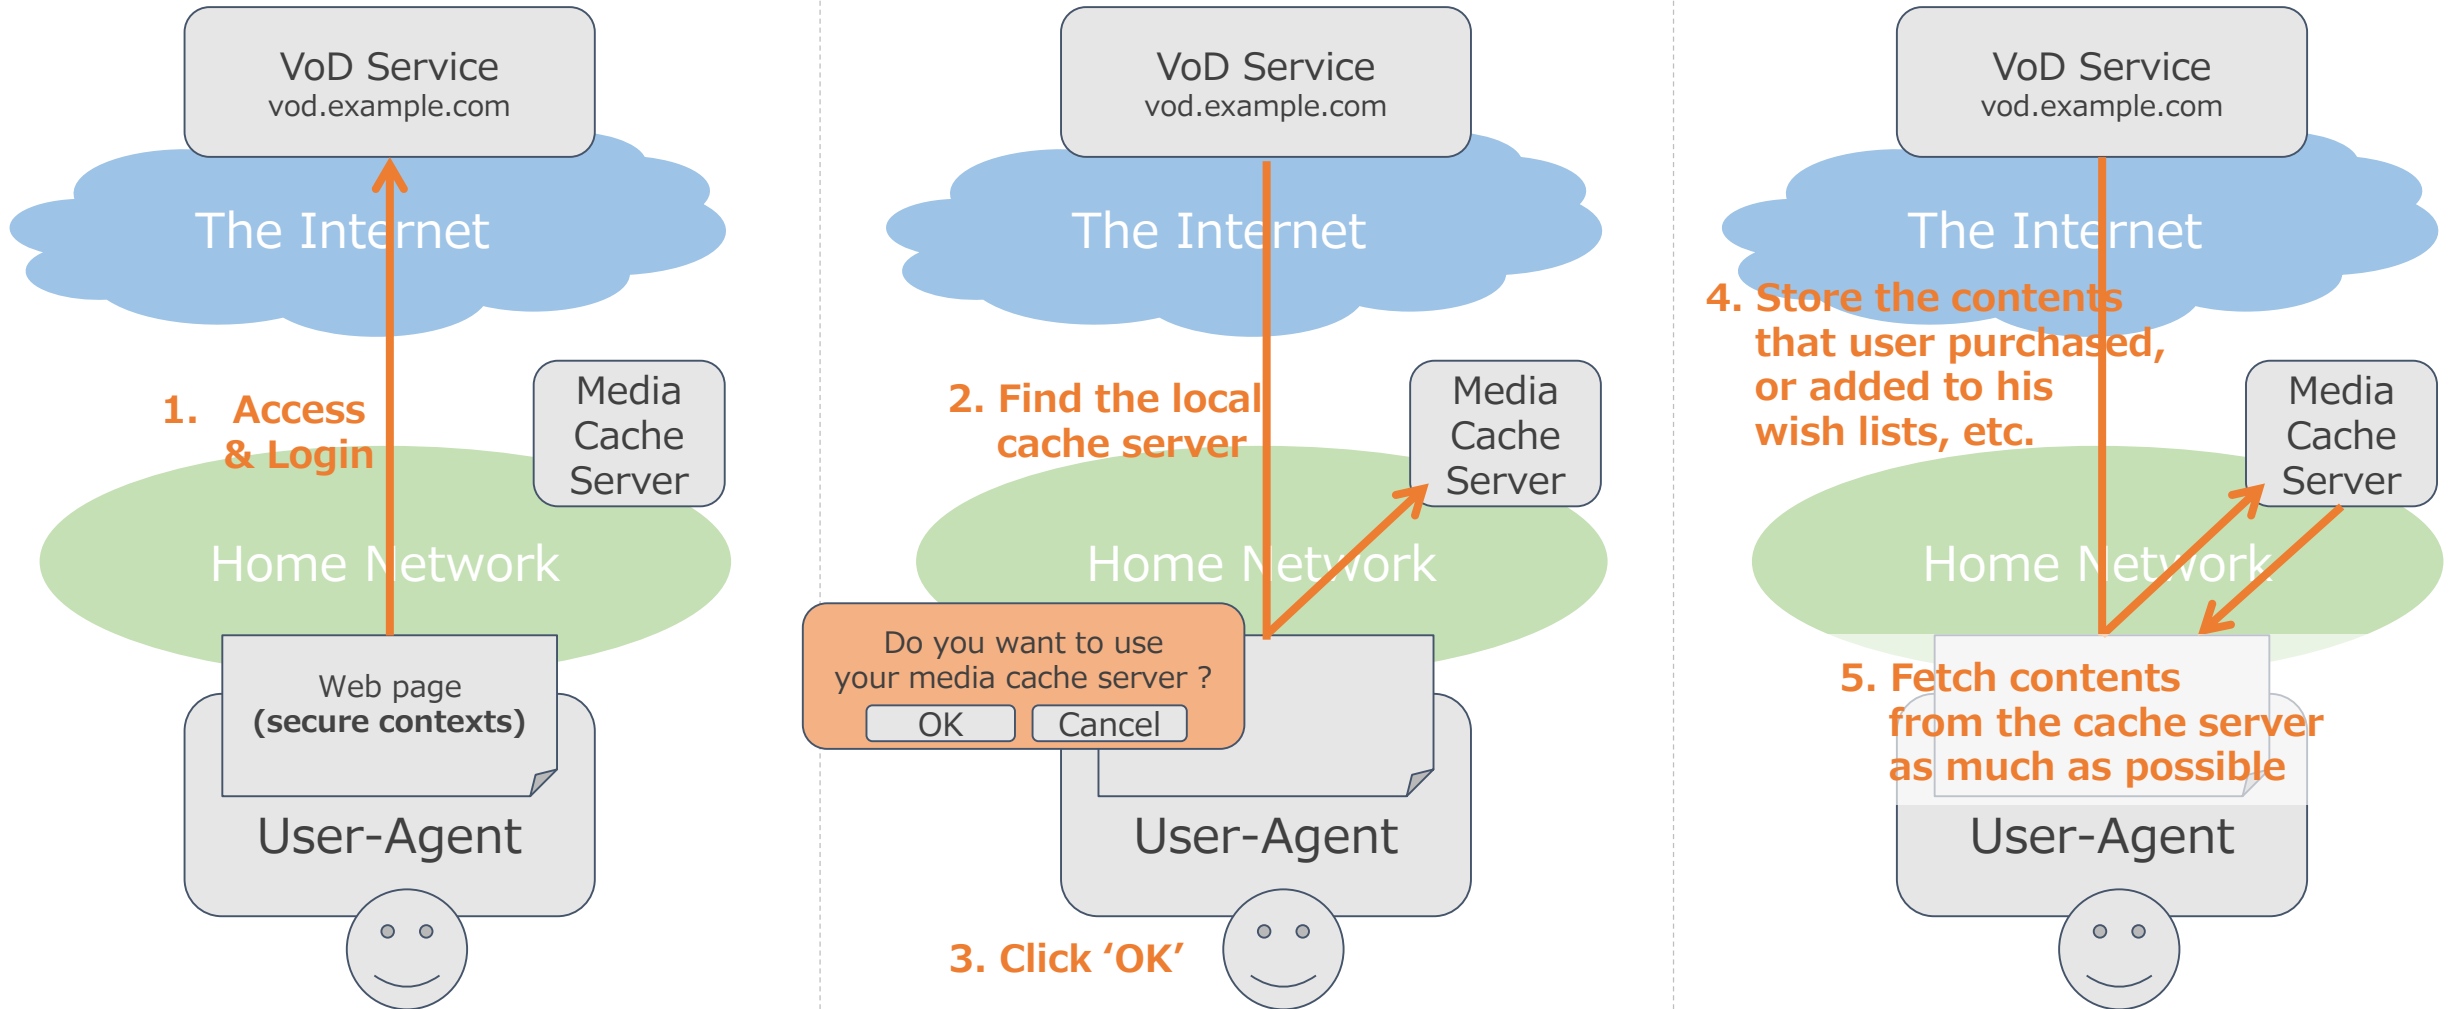 VoD Service
vod.example.com
The Internet
Media
Cache
Server
1. Access
& Login
Home Network
Web page
(secure contexts)
User-Agent
VoD Service
vod.example.com
The Internet
2. Find the local
cache server
Media
Cache
Server
Home Network
Do you want to use
your media cache server ?
OK
Cancel
User-Agent
3. Click ‘OK’
VoD Service
vod.example.com
The Internet
4. Store the contents
that user purchased,
or added to his
wish lists, etc.
Media
Cache
Server
Home Network
5. Fetch contents
from the cache server
as much as possible
User-Agent